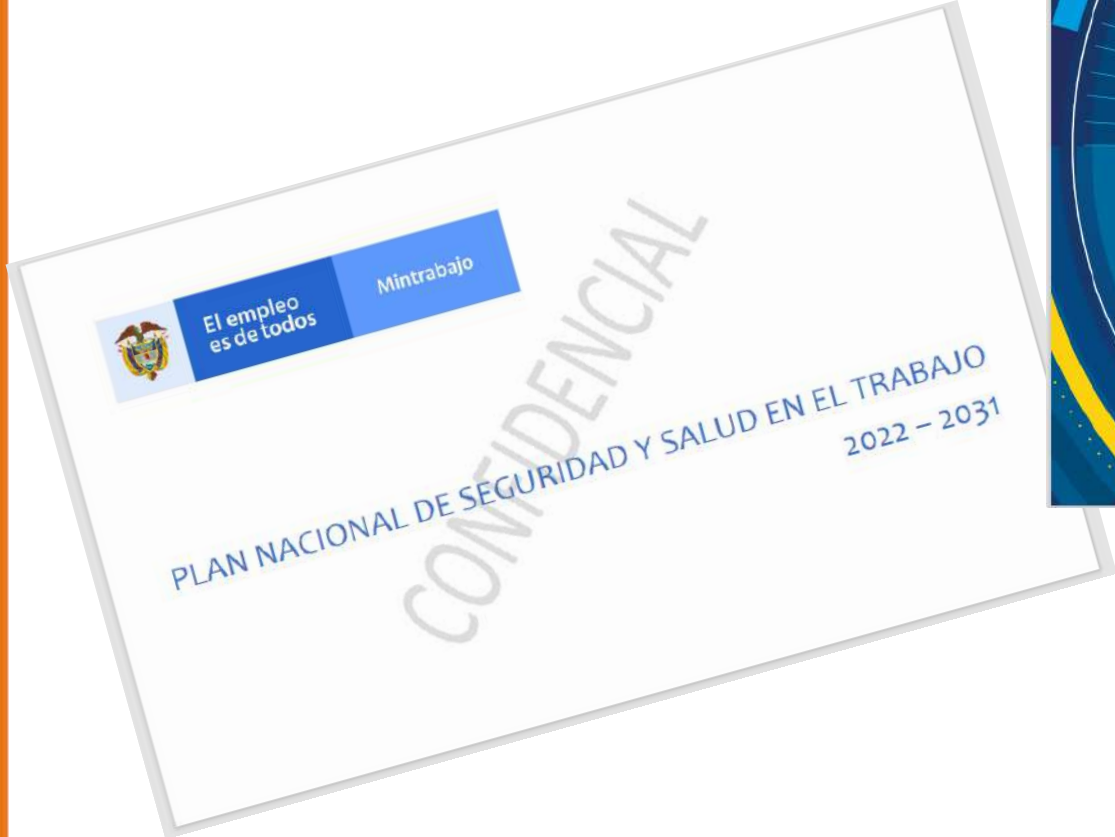 El empleo
es de todos
Mintrabajo
CONFIDENCIAL
PLAN NACIONAL DE SEGURIDAD Y SALUD EN EL TRABAJO
2022 – 2031